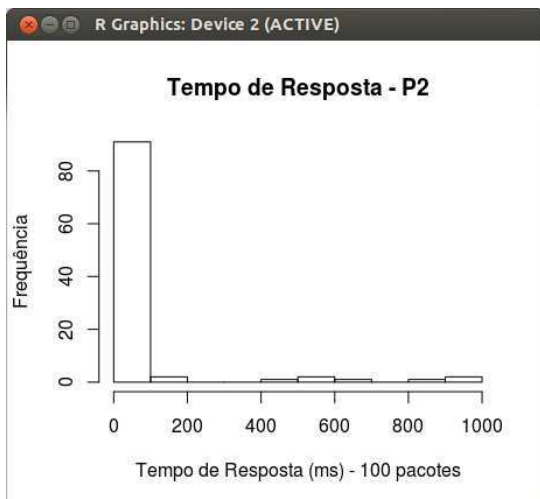 R Graphics: Device 2 (ACTIVE)
Tempo de Resposta - P2
Frequência
80
60
40
20
0
0 200 400 600 800 1000
Tempo de Resposta (ms) - 100 pacotes